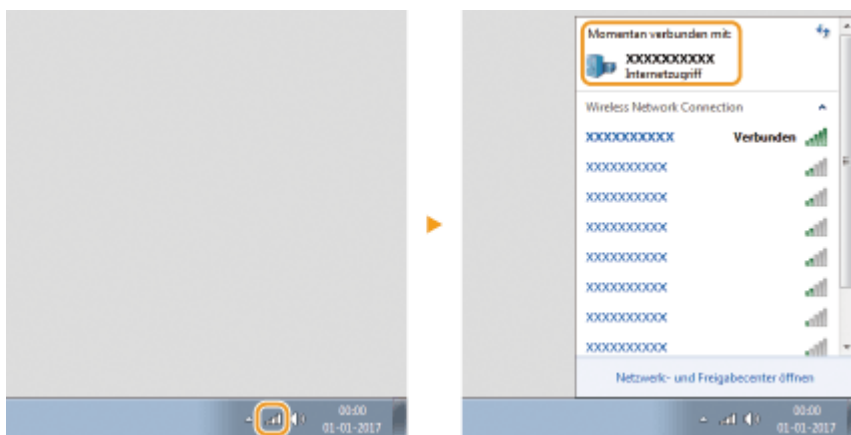 00:00
01-01-2017
Momentan verbunden mit:
XXXXXXXXXX
Internetzugriff
Wireless Network Connection
XXXXXXXXXX Verbunden
XXXXXXXXXX
XXXXXXXXXX
XXXXXXXXXX
XXXXXXXXXX
XXXXXXXXXX
XXXXXXXXXX
XXXXXXXXXX
Netzwerk- und Freigabecenter öffnen
00:00
01-01-2017